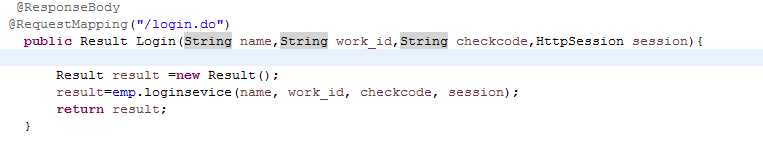 @ResponseBody
@RequestMapping("/login.do")
public Result Login(String name,String work_id,String checkcode,HttpSession session){
Result result =new Result();
result=emp.loginsevice(name, work_id, checkcode, session);
return result;
}